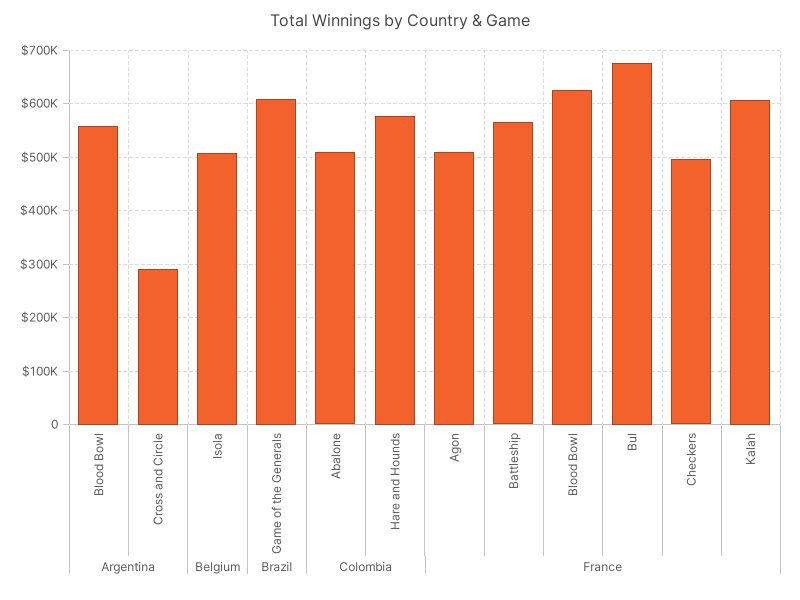 Total Winnings by Country & Game
$700K
$600K
$500K
$400K
$300K
$200K
$100K
0
Blood Bowl
Cross and Circle
Isola
Game of the Generals
Abalone
Hare and Hounds
Agon
Battleship
Blood Bowl
Bul
Checkers
Kalah
Argentina
Belgium
Brazil
Colombia
France